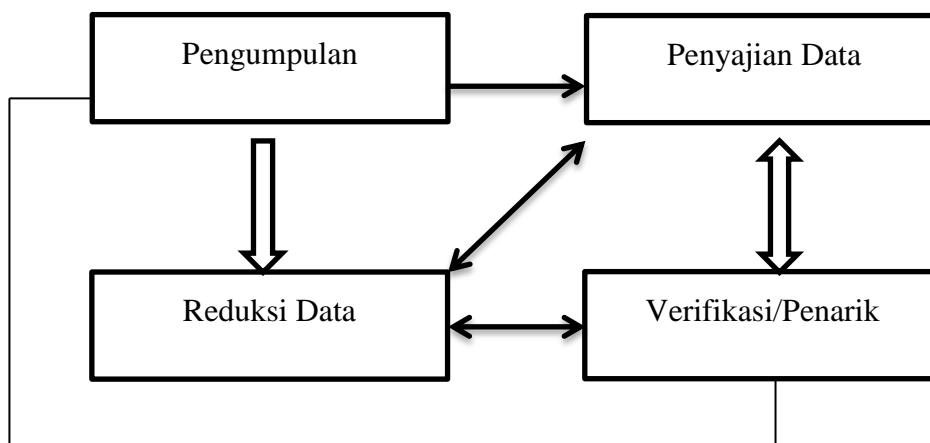 Pengumpulan
Penyajian Data
Reduksi Data
Verifikasi/Penarik